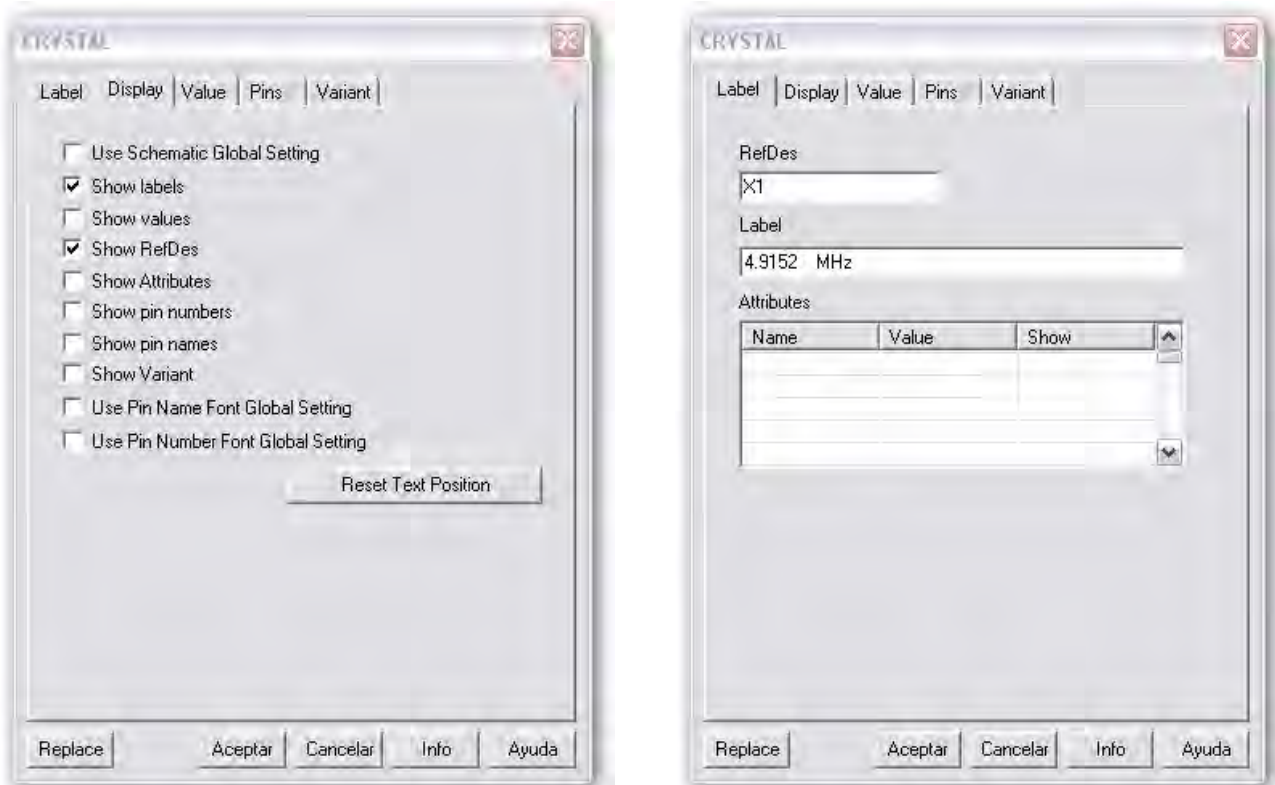 CRYSTAL
Label Display Value Pins Variant
Use Schematic Global Setting
Show labels
Show values
Show RefDes
Show Attributes
Show pin numbers
Show pin names
Show Variant
Use Pin Name Font Global Setting
Use Pin Number Font Global Setting
Reset Text Position
Replace Aceptar Cancelar Info Ayuda
CRYSTAL
Label Display Value Pins Variant
RefDes
X1
Label
4.9152 MHz
Attributes
Name Value Show
Replace Aceptar Cancelar Info Ayuda